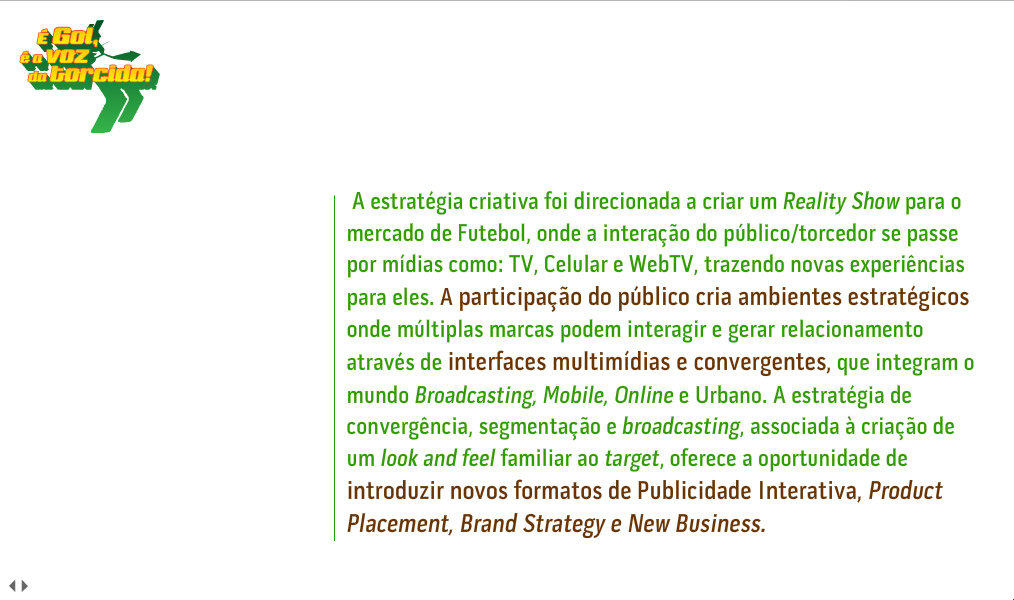 É Gol,
é a voz
da torcida!
A estratégia criativa foi direcionada a criar um Reality Show para o
mercado de Futebol, onde a interação do público/torcedor se passe
por mídias como: TV, Celular e WebTV, trazendo novas experiências
para eles. A participação do público cria ambientes estratégicos
onde múltiplas marcas podem interagir e gerar relacionamento
através de interfaces multimídias e convergentes, que integram o
mundo Broadcasting, Mobile, Online e Urbano. A estratégia de
convergência, segmentação e broadcasting, associada à criação de
um look and feel familiar ao target, oferece a oportunidade de
introduzir novos formatos de Publicidade Interativa, Product
Placement, Brand Strategy e New Business.